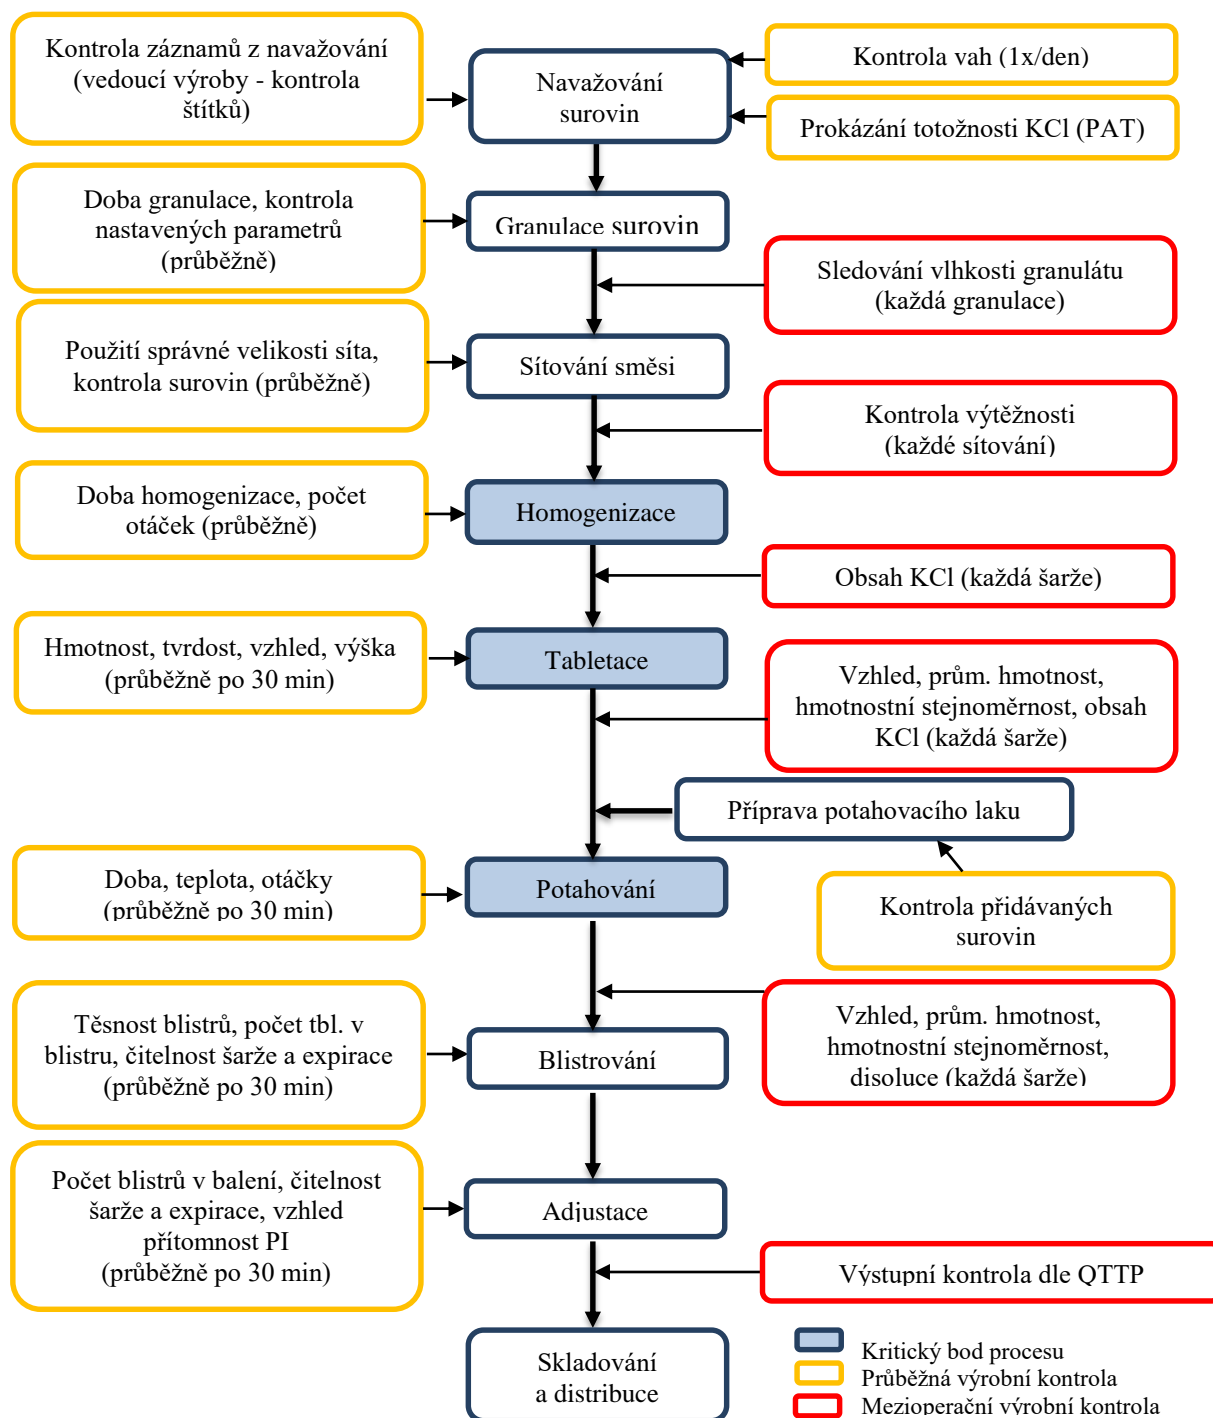 Kontrola záznamů z navažování
(vedoucí výroby - kontrola
štítků)
Navažování
surovin
Kontrola vah (1x/den)
Prokázání totožnosti KCl (PAT)
Doba granulace, kontrola
nastavených parametrů
(průběžně)
Granulace surovin
Sledování vlhkosti granulátu
(každá granulace)
Použití správné velikosti síta,
kontrola surovin (průběžně)
Sítování směsi
Kontrola výtěžnosti
(každé sítování)
Doba homogenizace, počet
otáček (průběžně)
Homogenizace
Obsah KCl (každá šarže)
Hmotnost, tvrdost, vzhled, výška
(průběžně po 30 min)
Tabletace
Vzhled, prům. hmotnost,
hmotnostní stejnoměrnost, obsah
KCl (každá šarže)
Příprava potahovacího laku
Doba, teplota, otáčky
(průběžně po 30 min)
Potahování
Kontrola přidávaných
surovin
Těsnost blistrů, počet tbl. v
blistru, čitelnost šarže a expirace
(průběžně po 30 min)
Blistrování
Vzhled, prům. hmotnost,
hmotnostní stejnoměrnost,
disoluce (každá šarže)
Počet blistrů v balení, čitelnost
šarže a expirace, vzhled
přítomnost PI
(průběžně po 30 min)
Adjustace
Výstupní kontrola dle QTTP
Skladování
a distribuce
Kritický bod procesu
Průběžná výrobní kontrola
Mezioperační výrobní kontrola